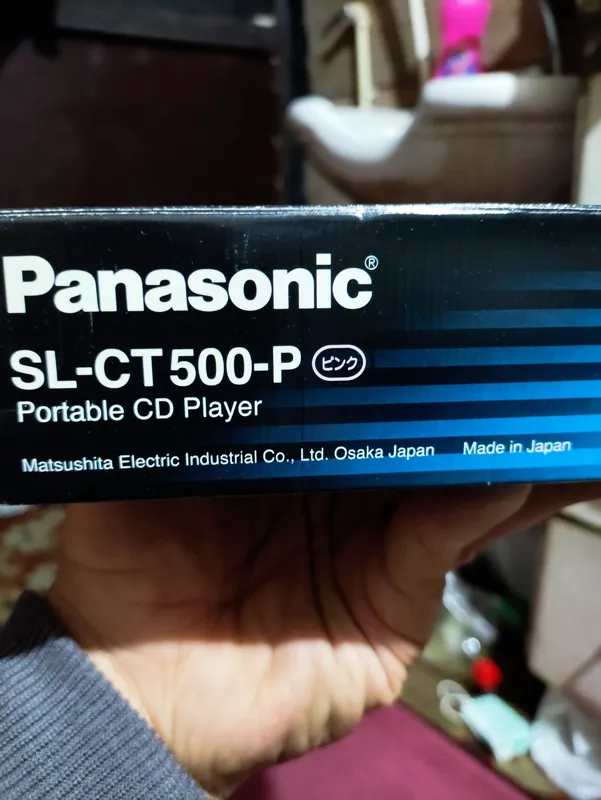 Panasonic®
SL-CT500-P ピンク
Portable CD Player
Matsushita Electric Industrial Co., Ltd. Osaka Japan Made in Japan